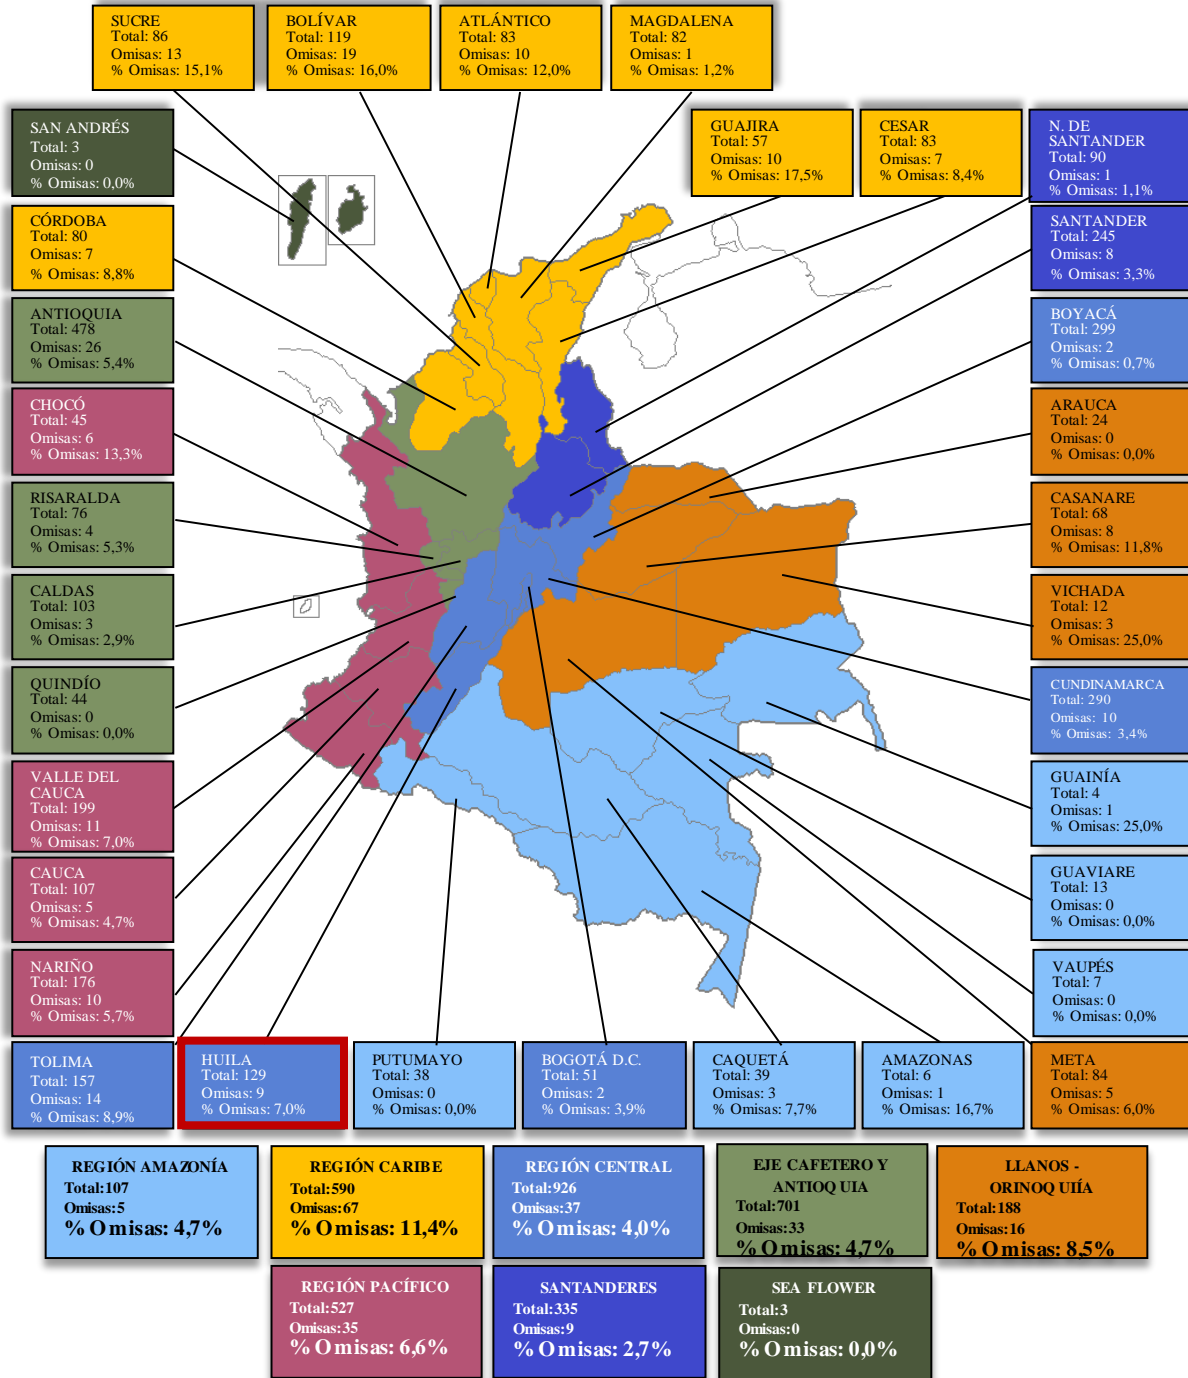 SUCRE
Total: 86
Omisas: 13
% Omisas: 15,1%
BOLÍVAR
Total: 119
Omisas: 19
% Omisas: 16,0%
ATLÁNTICO
Total: 83
Omisas: 10
% Omisas: 12,0%
MAGDALENA
Total: 82
Omisas: 1
% Omisas: 1,2%
SAN ANDRÉS
Total: 3
Omisas: 0
% Omisas: 0,0%
GUAJIRA
Total: 57
Omisas: 10
% Omisas: 17,5%
CESAR
Total: 83
Omisas: 7
% Omisas: 8,4%
N. DE
SANTANDER
Total: 90
Omisas: 1
% Omisas: 1,1%
CÓRDOBA
Total: 80
Omisas: 7
% Omisas: 8,8%
SANTANDER
Total: 245
Omisas: 8
% Omisas: 3,3%
ANTIOQUIA
Total: 478
Omisas: 26
% Omisas: 5,4%
BOYACÁ
Total: 299
Omisas: 2
% Omisas: 0,7%
CHOCÓ
Total: 45
Omisas: 6
% Omisas: 13,3%
ARAUCA
Total: 24
Omisas: 0
% Omisas: 0,0%
RISARALDA
Total: 76
Omisas: 4
% Omisas: 5,3%
CASANARE
Total: 68
Omisas: 8
% Omisas: 11,8%
CALDAS
Total: 103
Omisas: 3
% Omisas: 2,9%
VICHADA
Total: 12
Omisas: 3
% Omisas: 25,0%
QUINDÍO
Total: 44
Omisas: 0
% Omisas: 0,0%
CUNDINAMARCA
Total: 290
Omisas: 10
% Omisas: 3,4%
VALLE DEL
CAUCA
Total: 199
Omisas: 11
% Omisas: 7,0%
GUAINÍA
Total: 4
Omisas: 1
% Omisas: 25,0%
CAUCA
Total: 107
Omisas: 5
% Omisas: 4,7%
GUAVIARE
Total: 13
Omisas: 0
% Omisas: 0,0%
NARIÑO
Total: 176
Omisas: 10
% Omisas: 5,7%
VAUPÉS
Total: 7
Omisas: 0
% Omisas: 0,0%
TOLIMA
Total: 157
Omisas: 14
% Omisas: 8,9%
HUILA
Total: 129
Omisas: 9
% Omisas: 7,0%
PUTUMAYO
Total: 38
Omisas: 0
% Omisas: 0,0%
BOGOTÁ D.C.
Total: 51
Omisas: 2
% Omisas: 3,9%
CAQUETÁ
Total: 39
Omisas: 3
% Omisas: 7,7%
AMAZONAS
Total: 6
Omisas: 1
% Omisas: 16,7%
META
Total: 84
Omisas: 5
% Omisas: 6,0%
REGIÓN AMAZONÍA
Total:107
Omisas:5
% Omisas: 4,7%
REGIÓN CARIBE
Total:590
Omisas:67
% Omisas: 11,4%
REGIÓN CENTRAL
Total:926
Omisas:37
% Omisas: 4,0%
EJE CAFETERO Y
ANTIOQ UIA
Total:701
Omisas:33
% Omisas: 4,7%
LLANOS -
ORINOQ UIÍA
Total:188
Omisas:16
% Omisas: 8,5%
REGIÓN PACÍFICO
Total:527
Omisas:35
% Omisas: 6,6%
SANTANDERES
Total:335
Omisas:9
% Omisas: 2,7%
SEA FLOWER
Total:3
Omisas:0
% Omisas: 0,0%